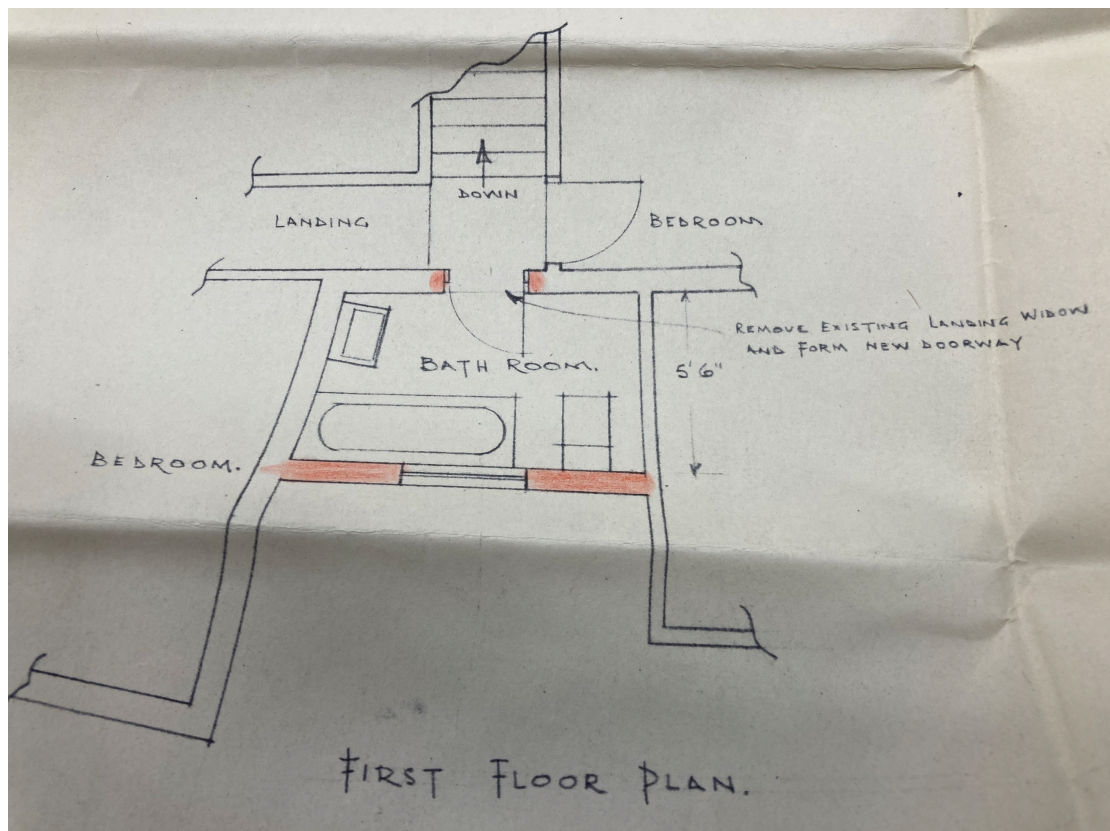 DOWN
LANDING
BEDROOM
REMOVE EXISTING LANDING WIDOW
AND FORM NEW DOORWAY
BATH ROOM.
5'6"
BEDROOM.
FIRST FLOOR PLAN.